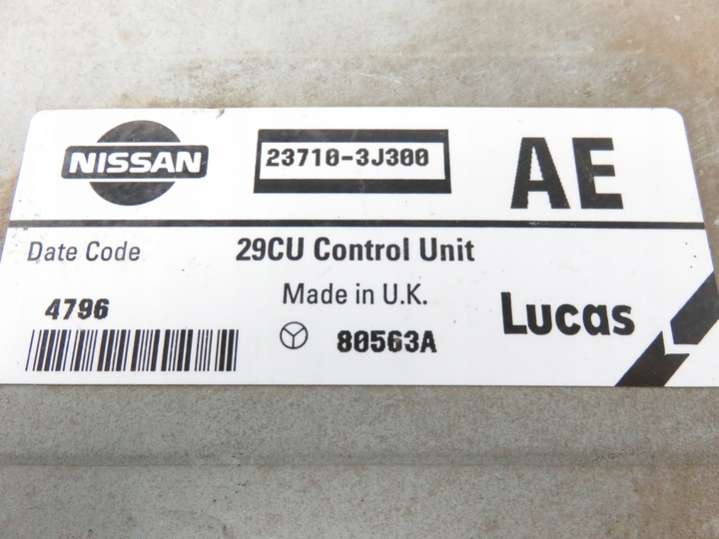 NISSAN
23710-3J300
AE
Date Code
29CU Control Unit
4796
Made in U.K.
80563A
Lucas